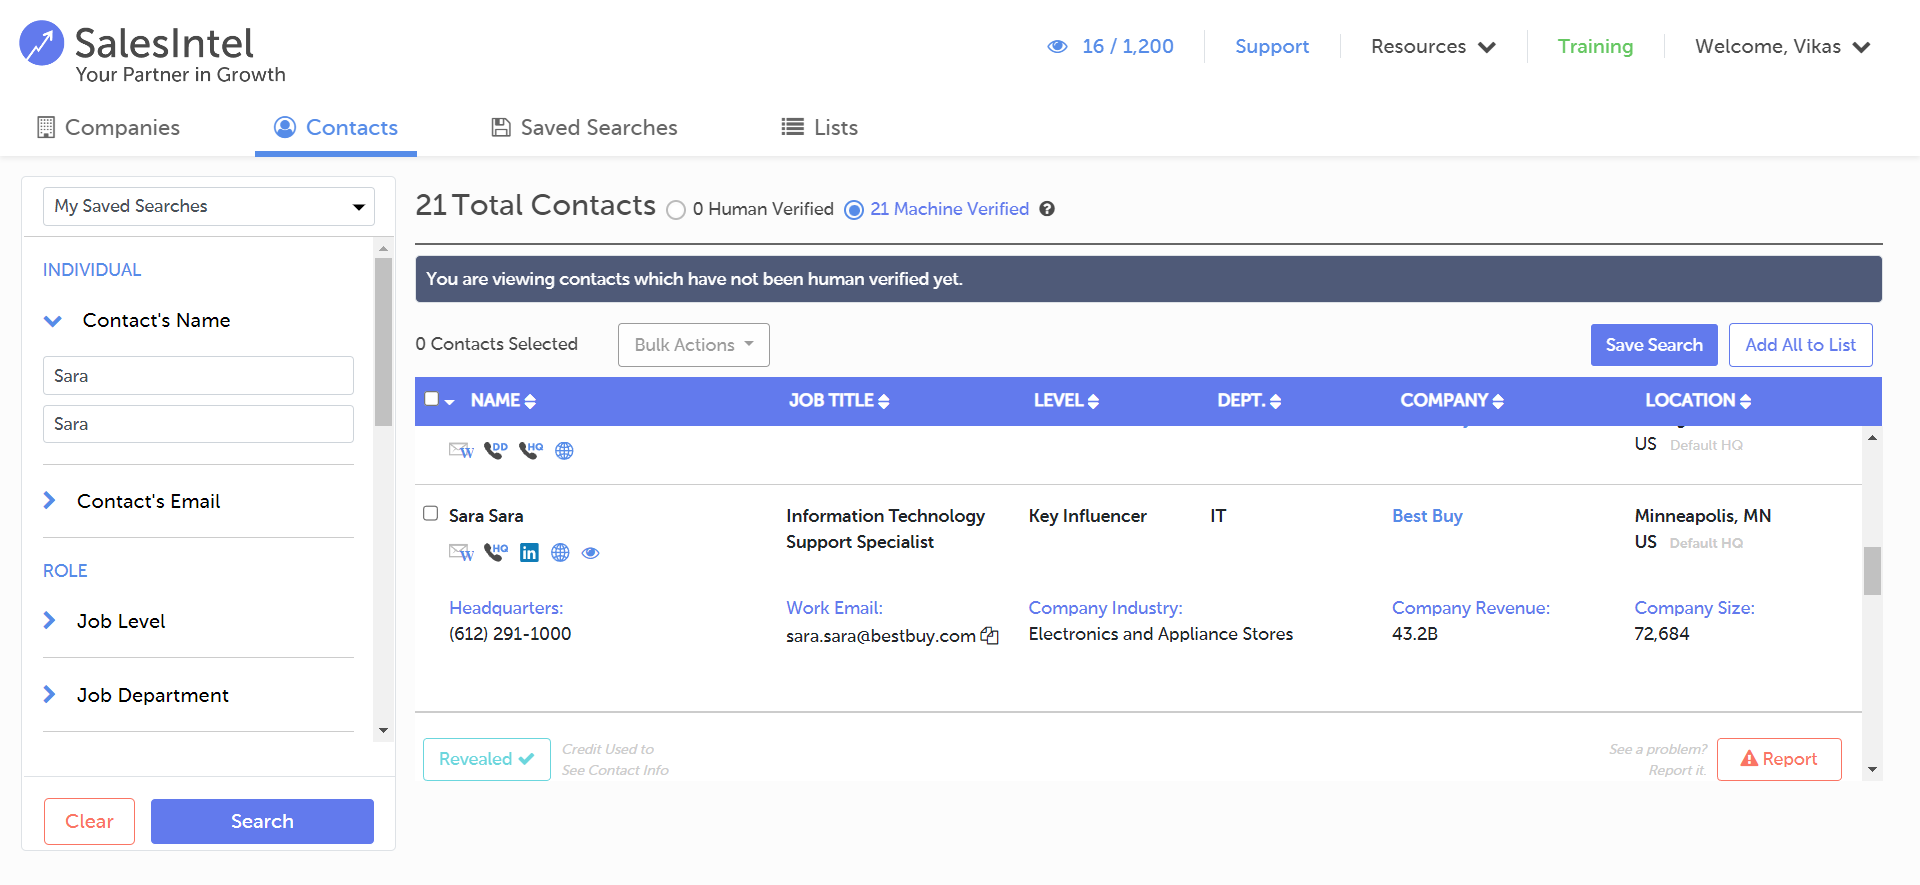 SalesIntel
Your Partner in Growth
16 / 1,200
Support
Resources
Training
Welcome, Vikas
Companies
Contacts
Saved Searches
Lists
My Saved Searches
INDIVIDUAL
Contact's Name
Sara
Sara
Contact's Email
ROLE
Job Level
Job Department
Clear
Search
21 Total Contacts
0 Human Verified
21 Machine Verified
You are viewing contacts which have not been human verified yet.
0 Contacts Selected
Bulk Actions
Save Search
Add All to List
NAME JOB TITLE LEVEL DEPT. COMPANY LOCATION
W DD HQ
US Default HQ
Sara Sara
Information Technology
Support Specialist
Key Influencer
IT
Best Buy
Minneapolis, MN
US Default HQ
W HQ in
Headquarters:
(612) 291-1000
Work Email:
sara.sara@bestbuy.com
Company Industry:
Electronics and Appliance Stores
Company Revenue:
43.2B
Company Size:
72,684
Revealed
Credit Used to
See Contact Info
See a problem?
Report it.
Report